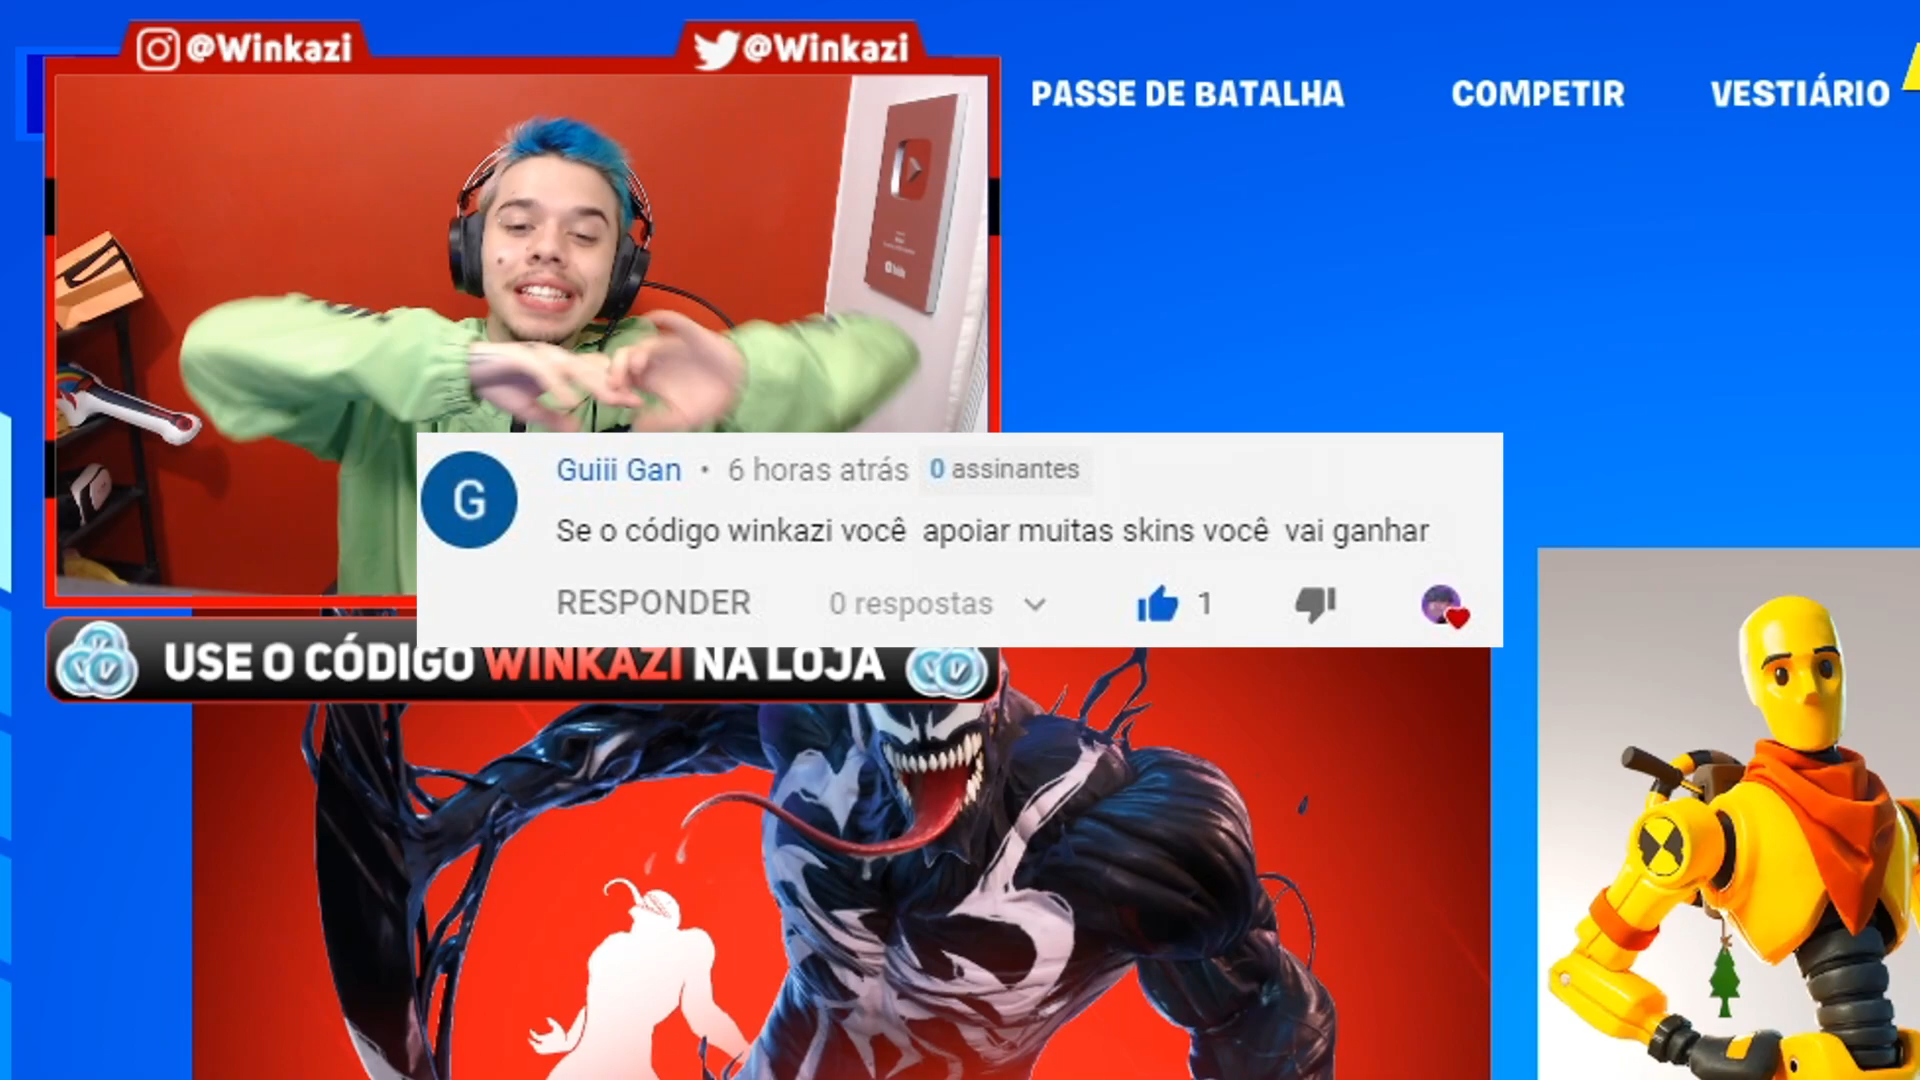 @Winkazi
@Winkazi
PASSE DE BATALHA
COMPETIR
VESTIÁRIO
G
Guiii Gan • 6 horas atrás 0 assinantes
Se o código winkazi você apoiar muitas skins você vai ganhar
RESPONDER
0 respostas
1
USE O CÓDIGO WINKAZI NA LOJA